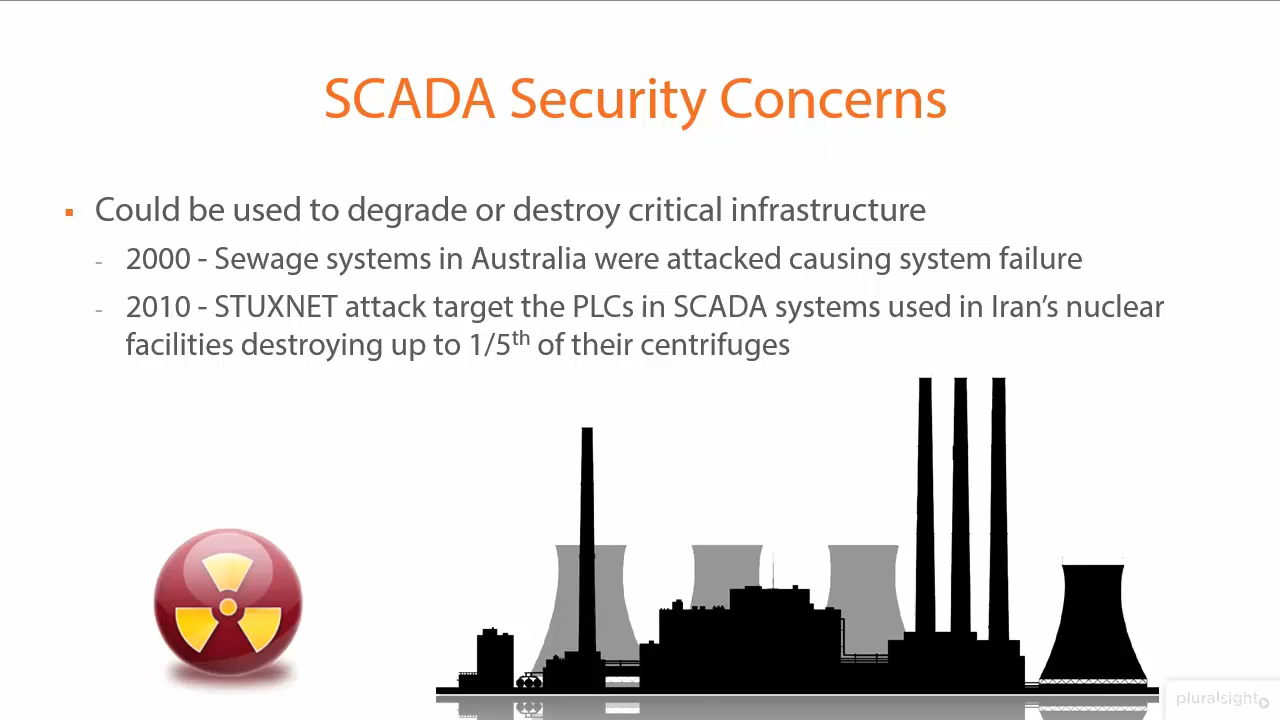 SCADA Security Concerns
▪ Could be used to degrade or destroy critical infrastructure
- 2000 - Sewage systems in Australia were attacked causing system failure
- 2010 - STUXNET attack target the PLCs in SCADA systems used in Iran’s nuclear
facilities destroying up to 1/5th of their centrifuges
pluralsight